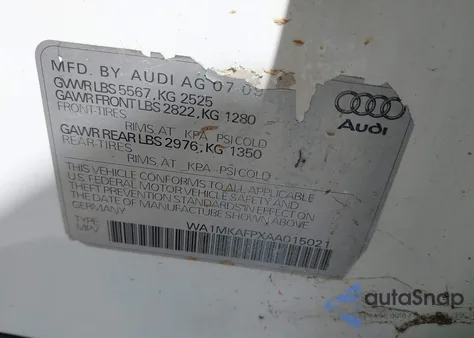 MFD. BY AUDI AG 07 09
GVWR LBS 5567, KG 2525
GAWR FRONT LBS 2822, KG 1280
FRONT-TIRES
RIMS, AT KPA PSI COLD
GAWR REAR LBS 2976, KG 1350
REAR-TIRES
RIMS, AT KPA PSI COLD
THIS VEHICLE CONFORMS TO ALL APPLICABLE
U.S FEDERAL MOTOR VEHICLE SAFETY AND
THEFT PREVENTION STANDARDS IN EFFECT ON
THE DATE OF MANUFACTURE SHOWN ABOVE
GERMANY
TYPE:
MPV
WA1MKAFPXAA015021
Audi
autoSnap